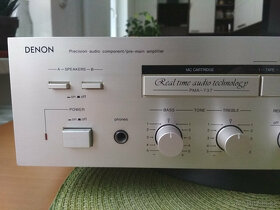 DENON
Precision audio component/pre-main amplifier
A - SPEAKERS - B
MC CARTRIDGE
1 - TAPE
Real time audio technology
PMA-737
POWER
BASS
TONE
TREBLE
phones